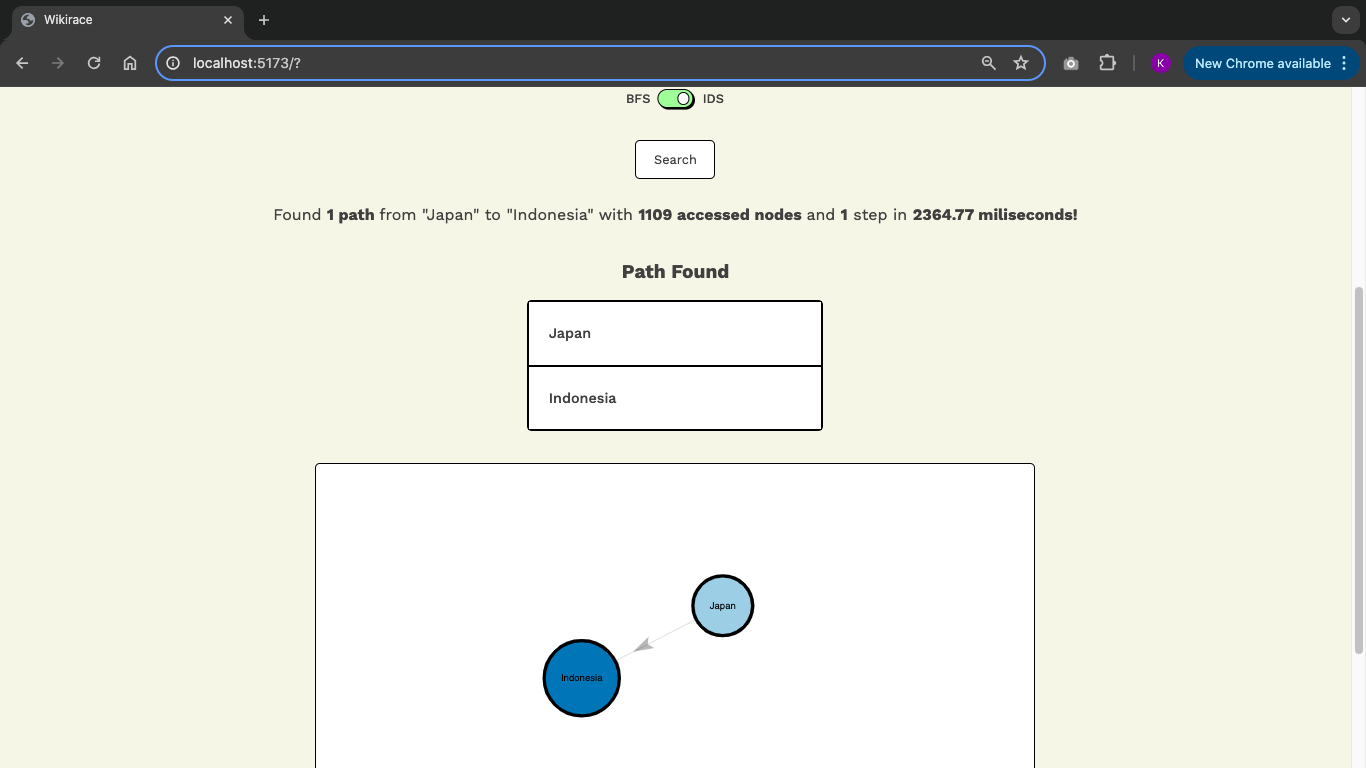 Wikirace
localhost:5173/?
K
New Chrome available
BFS IDS
Search
Found 1 path from "Japan" to "Indonesia" with 1109 accessed nodes and 1 step in 2364.77 miliseconds!
Path Found
Japan
Indonesia
Japan
Indonesia